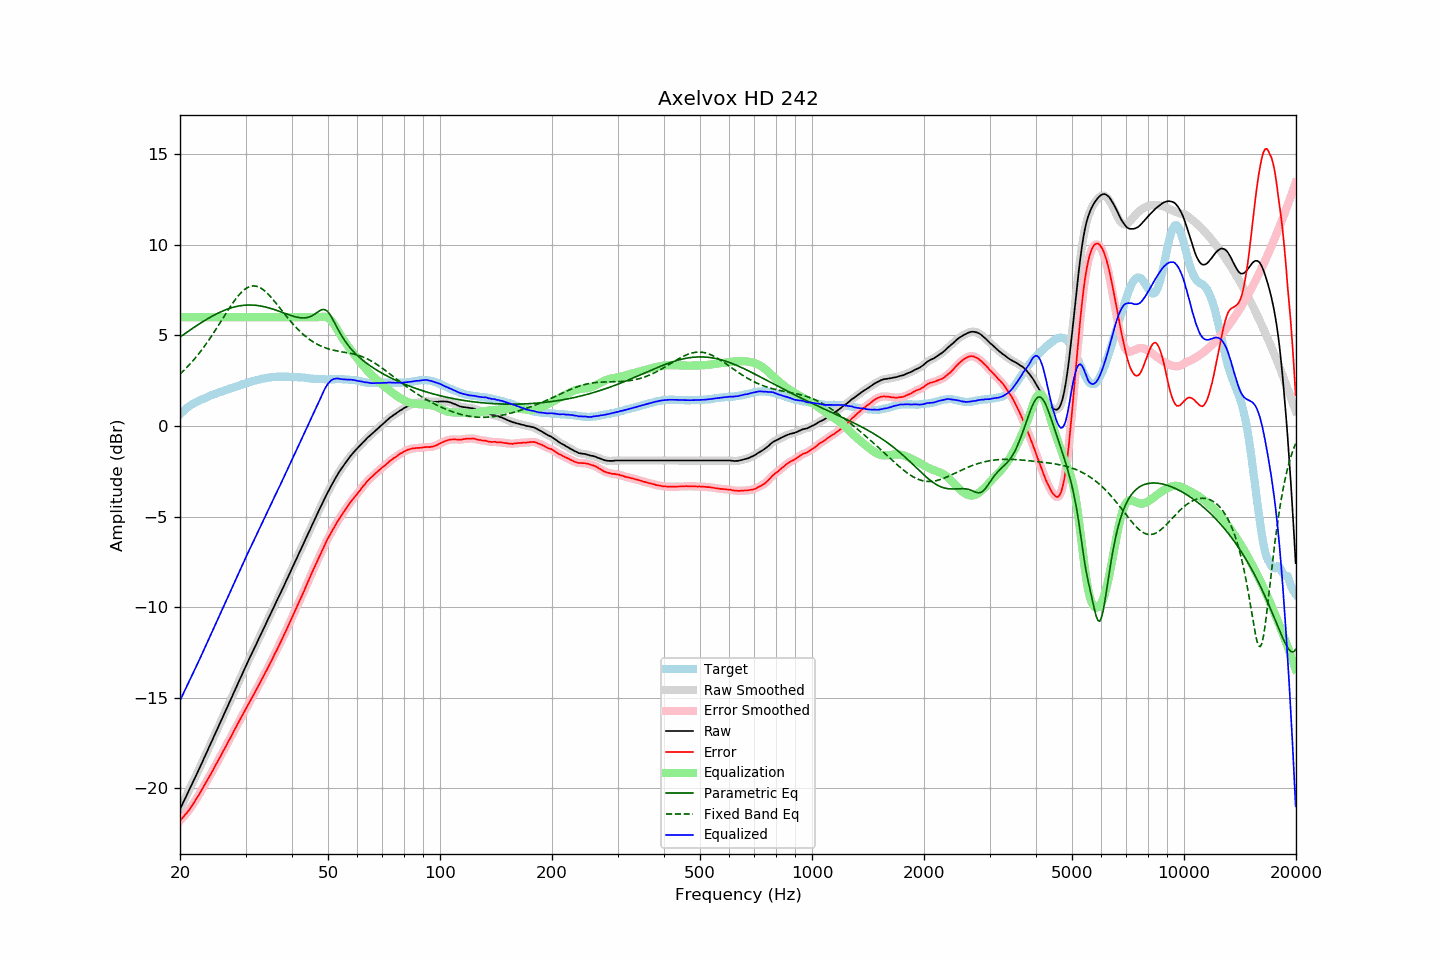 Axelvox HD 242
Amplitude (dBr)
15
10
5
0
−5
−10
−15
−20
Target
Raw Smoothed
Error Smoothed
Raw
Error
Equalization
Parametric Eq
Fixed Band Eq
Equalized
20
50
100
200
500
1000
2000
5000
10000
20000
Frequency (Hz)